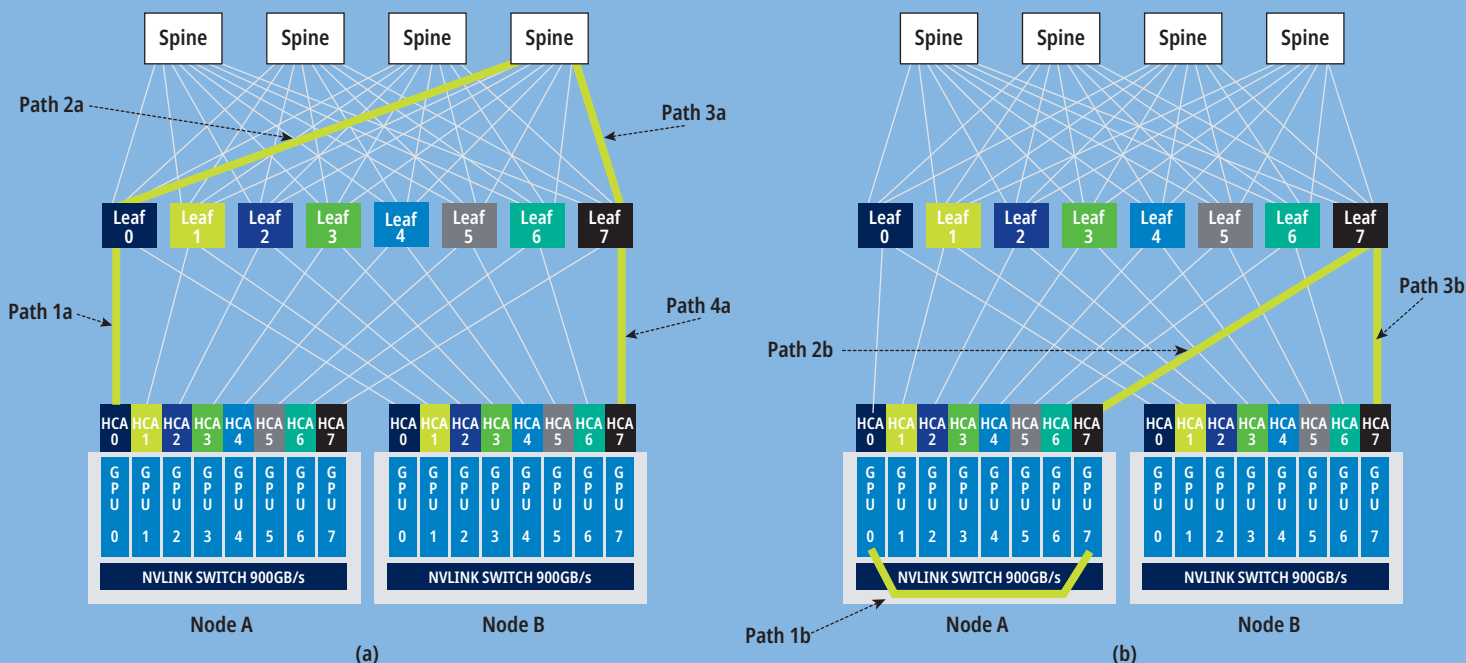 Spine Spine Spine Spine
Path 2a
Path 3a
Leaf 0 Leaf 1 Leaf 2 Leaf 3 Leaf 4 Leaf 5 Leaf 6 Leaf 7
Path 1a
Path 4a
HCA 0 HCA 1 HCA 2 HCA 3 HCA 4 HCA 5 HCA 6 HCA 7
HCA 0 HCA 1 HCA 2 HCA 3 HCA 4 HCA 5 HCA 6 HCA 7
GPU 0 GPU 1 GPU 2 GPU 3 GPU 4 GPU 5 GPU 6 GPU 7
GPU 0 GPU 1 GPU 2 GPU 3 GPU 4 GPU 5 GPU 6 GPU 7
NVLINK SWITCH 900GB/s
NVLINK SWITCH 900GB/s
Node A
Node B
(a)
Spine Spine Spine Spine
Leaf 0 Leaf 1 Leaf 2 Leaf 3 Leaf 4 Leaf 5 Leaf 6 Leaf 7
Path 3b
Path 2b
HCA 0 HCA 1 HCA 2 HCA 3 HCA 4 HCA 5 HCA 6 HCA 7
HCA 0 HCA 1 HCA 2 HCA 3 HCA 4 HCA 5 HCA 6 HCA 7
GPU 0 GPU 1 GPU 2 GPU 3 GPU 4 GPU 5 GPU 6 GPU 7
GPU 0 GPU 1 GPU 2 GPU 3 GPU 4 GPU 5 GPU 6 GPU 7
NVLINK SWITCH 900GB/s
NVLINK SWITCH 900GB/s
Path 1b
Node A
Node B
(b)